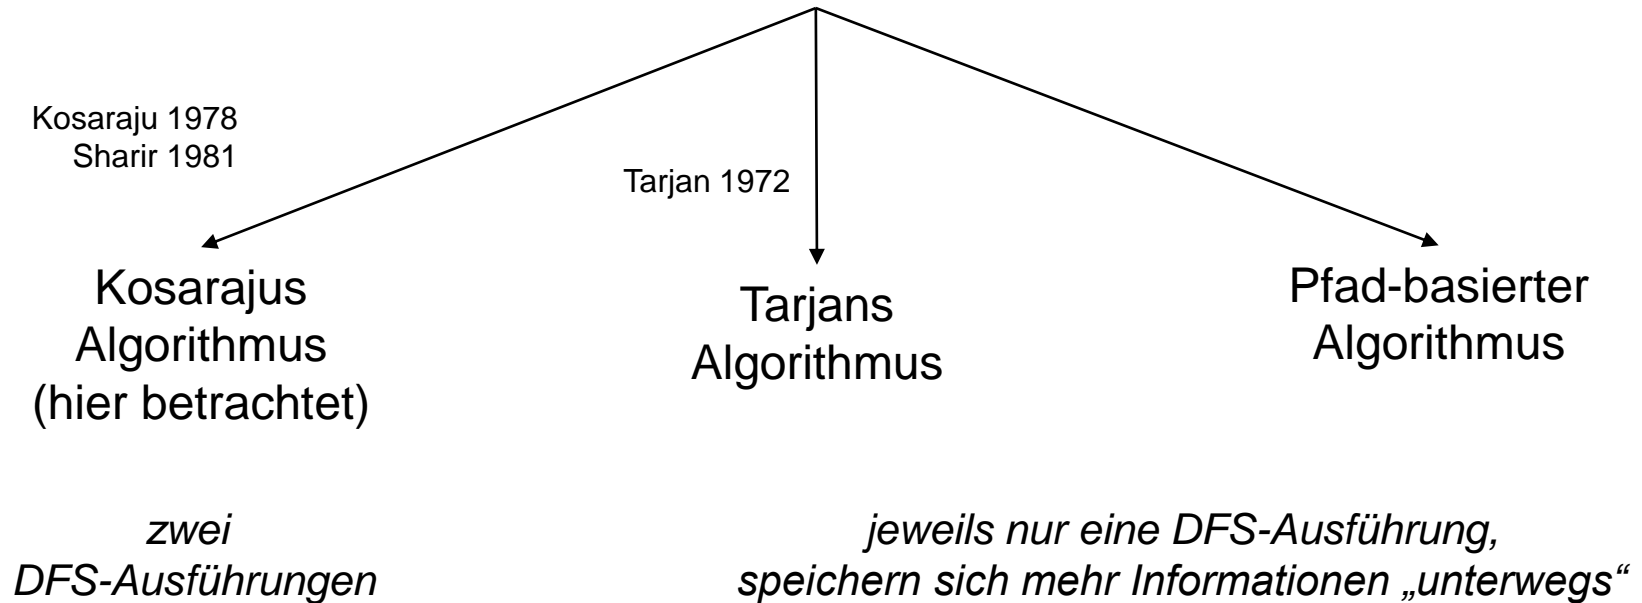 Kosaraju 1978
Sharir 1981
Tarjan 1972
Kosarajus
Algorithmus
(hier betrachtet)
Tarjans
Algorithmus
Pfad-basierter
Algorithmus
zwei
DFS-Ausführungen
jeweils nur eine DFS-Ausführung,
speichern sich mehr Informationen „unterwegs“